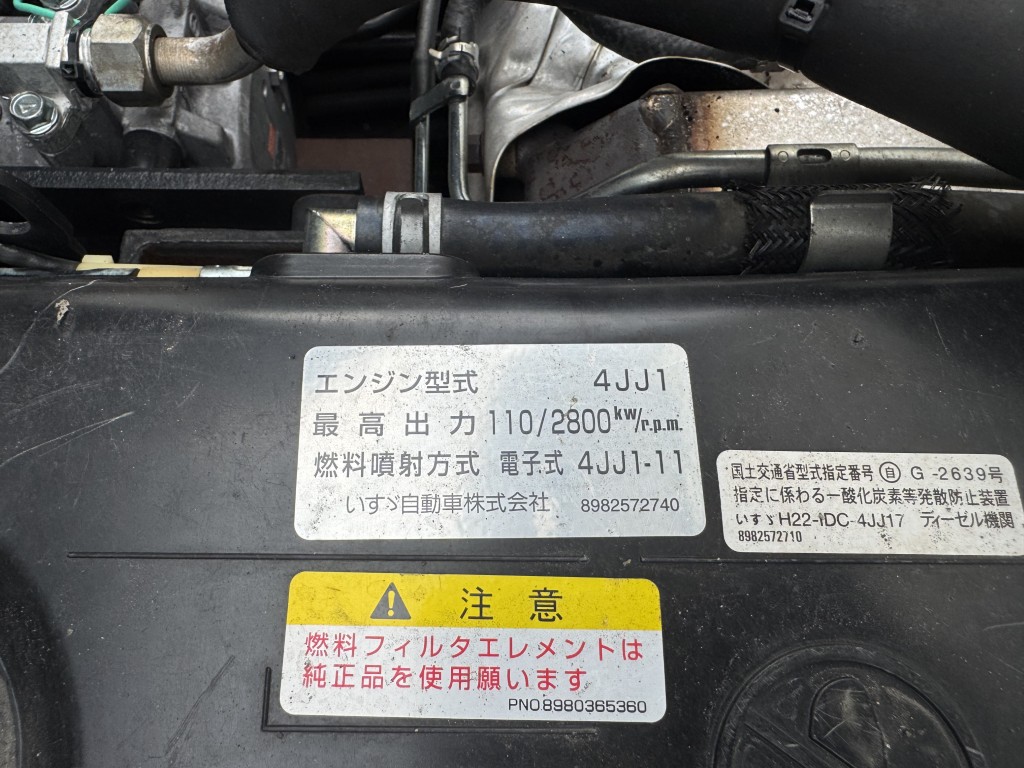 エンジン型式 4JJ1
最高出力 110/2800 kw/r.p.m.
燃料噴射方式 電子式 4JJ1-11
いすゞ自動車株式会社 8982572740
国土交通省型式指定番号 自 G-2639号
指定に係わる一酸化炭素等発散防止装置
いすゞH22-IDC-4JJ17 ディーゼル機関
8982572710
注意
燃料フィルタエレメントは
純正品を使用願います
PNO.8980365360